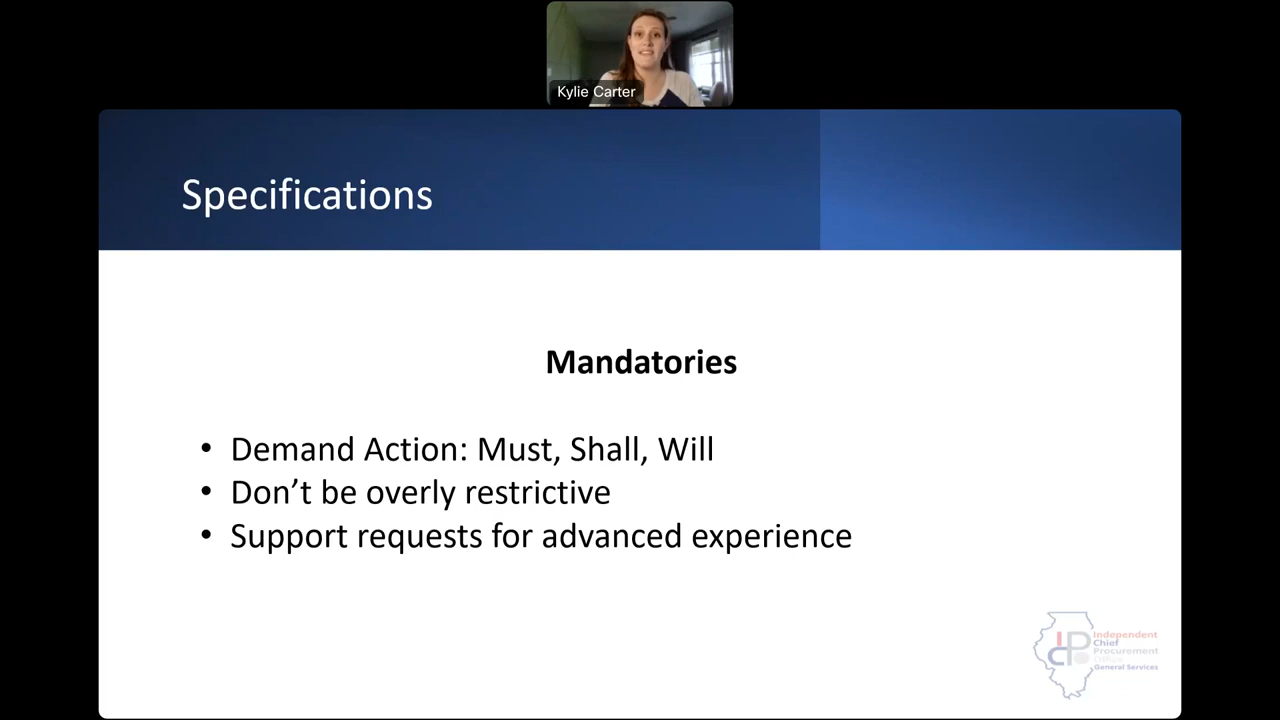 Kylie Carter
Specifications
Mandatories
• Demand Action: Must, Shall, Will
• Don’t be overly restrictive
• Support requests for advanced experience
Independent
Chief
Procurement
Office
General Services